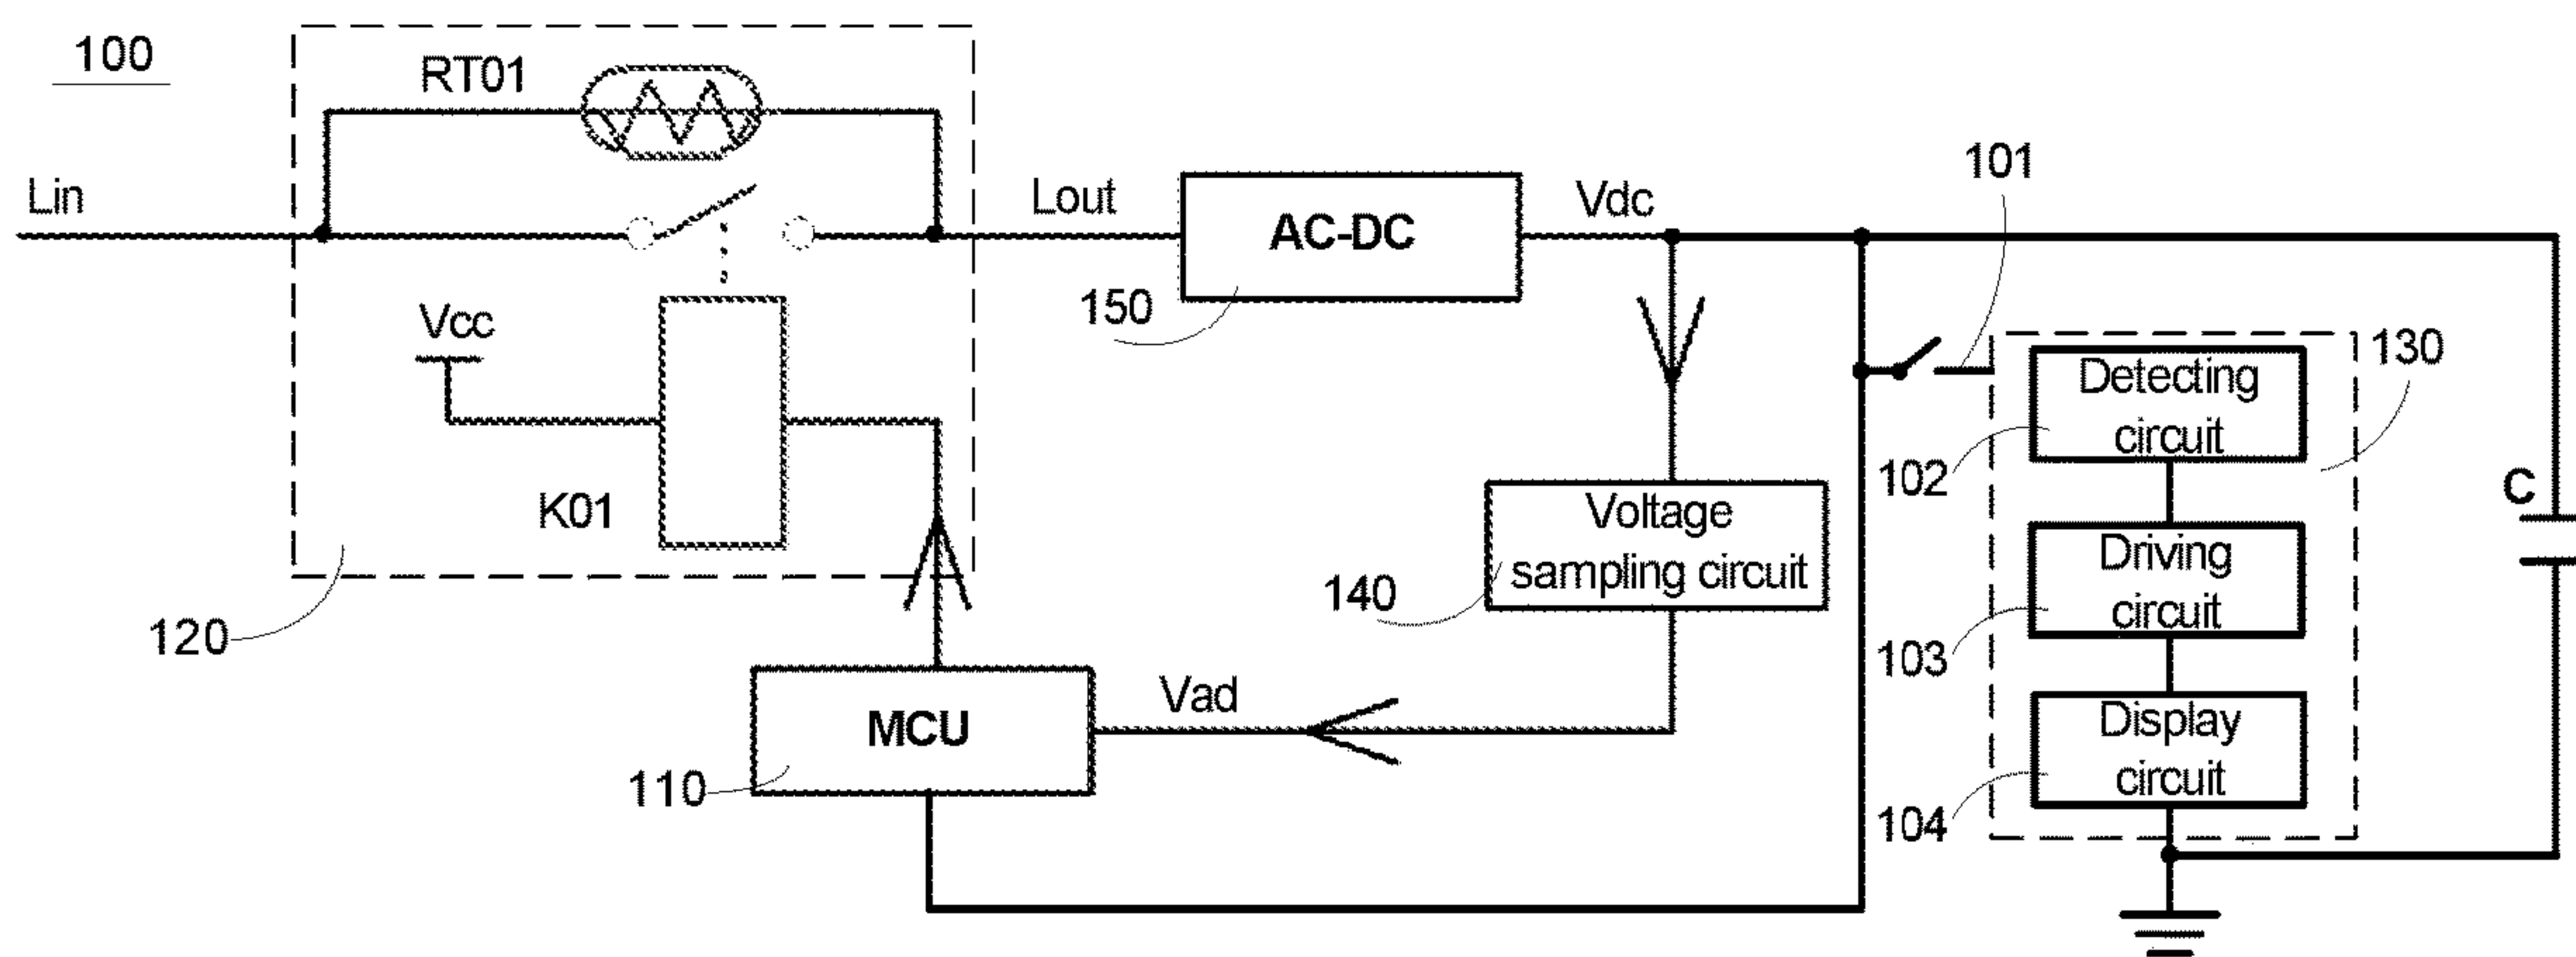 100
RT01
Lin
Lout
AC-DC
Vdc
101
150
Vcc
K01
120
Detecting
circuit
130
102
Voltage
sampling circuit
140
C
Driving
circuit
103
MCU
Vad
110
Display
circuit
104